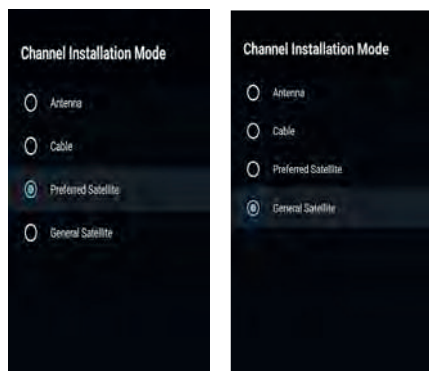 Channel Installation Mode
Antenna
Cable
Preferred Satellite
General Satellite
Channel Installation Mode
Antenna
Cable
Preferred Satellite
General Satellite